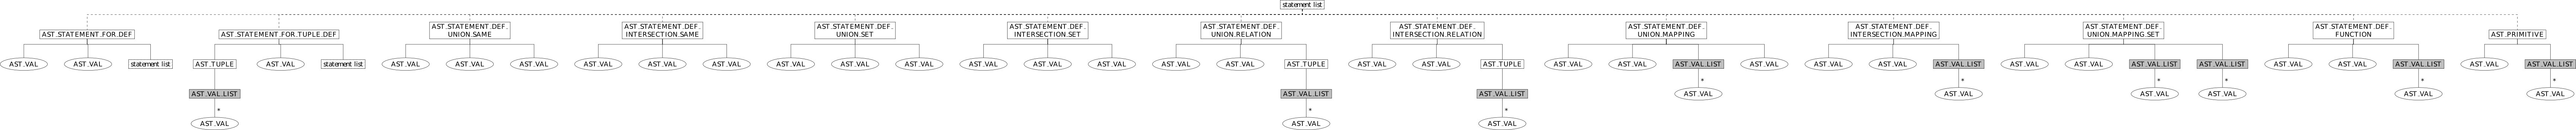 statement list
AST.STATEMENT.FOR.DEF
AST.STATEMENT.FOR.TUPLE.DEF
AST.STATEMENT.DEF.
UNION.SAME
AST.STATEMENT.DEF.
INTERSECTION.SAME
AST.STATEMENT.DEF.
UNION.SET
AST.STATEMENT.DEF.
INTERSECTION.SET
AST.STATEMENT.DEF.
UNION.RELATION
AST.STATEMENT.DEF.
INTERSECTION.RELATION
AST.STATEMENT.DEF.
UNION.MAPPING
AST.STATEMENT.DEF.
INTERSECTION.MAPPING
AST.STATEMENT.DEF.
UNION.MAPPING.SET
AST.STATEMENT.DEF.
FUNCTION
AST.PRIMITIVE
AST.VAL
AST.VAL
statement list
AST.TUPLE
AST.VAL
statement list
AST.VAL
AST.VAL
AST.VAL
AST.VAL
AST.VAL
AST.VAL
AST.VAL
AST.VAL
AST.VAL
AST.VAL
AST.VAL
AST.VAL
AST.VAL
AST.VAL
AST.TUPLE
AST.VAL
AST.VAL
AST.TUPLE
AST.VAL
AST.VAL
AST.VAL.LIST
AST.VAL
AST.VAL
AST.VAL
AST.VAL.LIST
AST.VAL
AST.VAL
AST.VAL.LIST
AST.VAL.LIST
AST.VAL
AST.VAL
AST.VAL.LIST
AST.VAL
AST.VAL.LIST
*
*
*
*
*
*
AST.VAL.LIST
AST.VAL.LIST
AST.VAL.LIST
AST.VAL
AST.VAL
AST.VAL
AST.VAL
AST.VAL
AST.VAL
*
*
*
AST.VAL
AST.VAL
AST.VAL